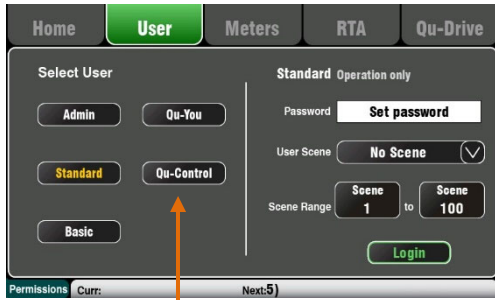 Home User Meters RTA Qu-Drive
Select User
Admin Qu-You
Standard Qu-Control
Basic
Standard Operation only
Password Set password
User Scene No Scene
Scene Range Scene 1 to Scene 100
Login
Permissions Curr: Next:5)